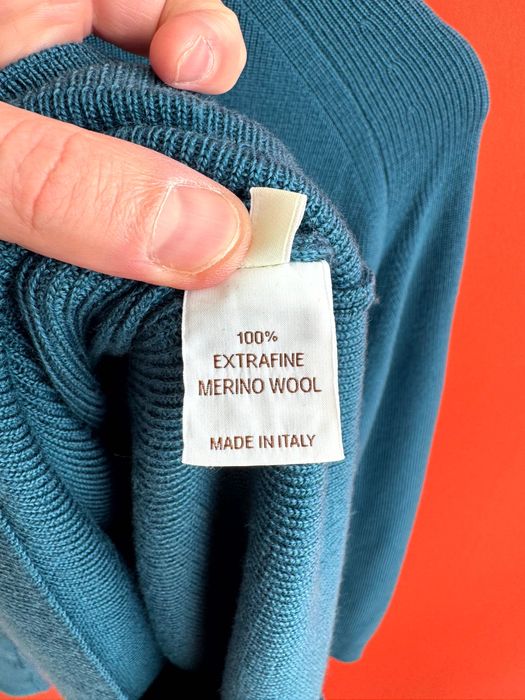 100%
EXTRAFINE
MERINO WOOL
MADE IN ITALY